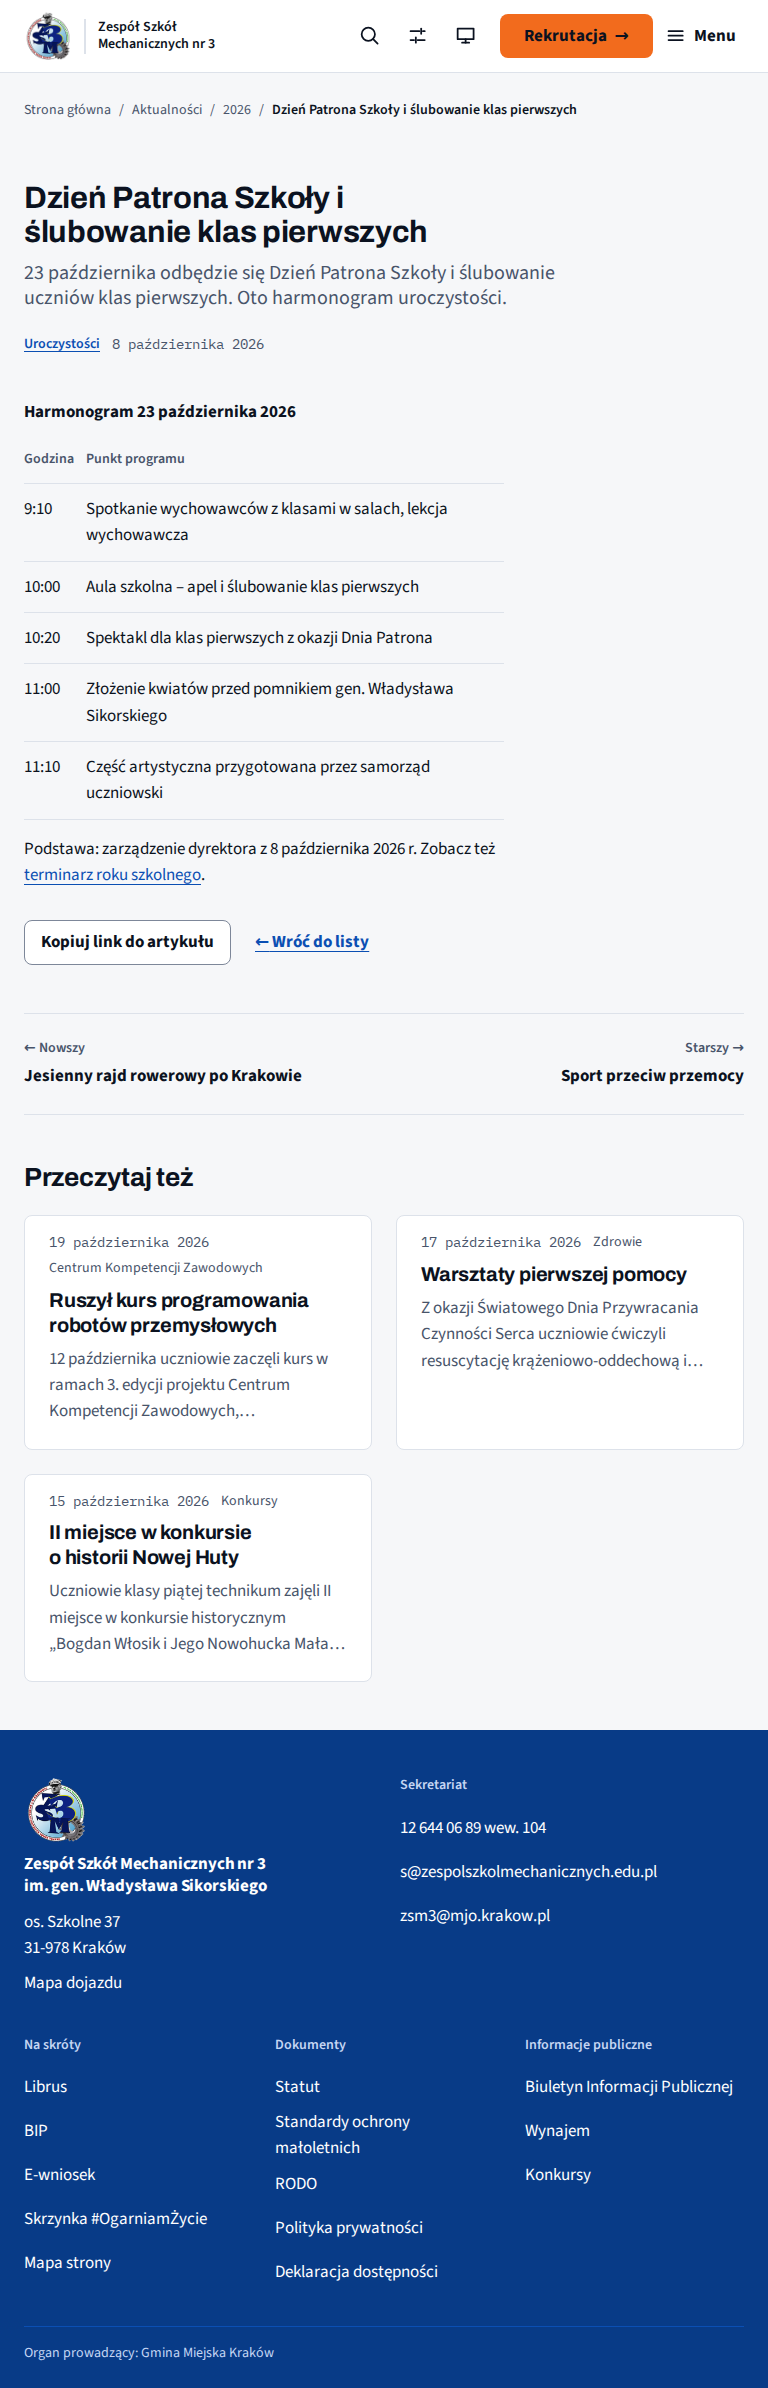 Zespół Szkół
Mechanicznych nr 3
Rekrutacja →
Menu
Strona główna / Aktualności / 2026 / Dzień Patrona Szkoły i ślubowanie klas pierwszych
Dzień Patrona Szkoły i
ślubowanie klas pierwszych
23 października odbędzie się Dzień Patrona Szkoły i ślubowanie
uczniów klas pierwszych. Oto harmonogram uroczystości.
Uroczystości 8 października 2026
Harmonogram 23 października 2026
Godzina Punkt programu
9:10 Spotkanie wychowawców z klasami w salach, lekcja
wychowawcza
10:00 Aula szkolna – apel i ślubowanie klas pierwszych
10:20 Spektakl dla klas pierwszych z okazji Dnia Patrona
11:00 Złożenie kwiatów przed pomnikiem gen. Władysława
Sikorskiego
11:10 Część artystyczna przygotowana przez samorząd
uczniowski
Podstawa: zarządzenie dyrektora z 8 października 2026 r. Zobacz też
terminarz roku szkolnego.
Kopiuj link do artykułu
← Wróć do listy
← Nowszy
Jesienny rajd rowerowy po Krakowie
Starszy →
Sport przeciw przemocy
Przeczytaj też
19 października 2026
Centrum Kompetencji Zawodowych
Ruszył kurs programowania
robotów przemysłowych
12 października uczniowie zaczęli kurs w
ramach 3. edycji projektu Centrum
Kompetencji Zawodowych,…
17 października 2026 Zdrowie
Warsztaty pierwszej pomocy
Z okazji Światowego Dnia Przywracania
Czynności Serca uczniowie ćwiczyli
resuscytację krążeniowo-oddechową i…
15 października 2026 Konkursy
II miejsce w konkursie
o historii Nowej Huty
Uczniowie klasy piątej technikum zajęli II
miejsce w konkursie historycznym
„Bogdan Włosik i Jego Nowohucka Mała…
Zespół Szkół Mechanicznych nr 3
im. gen. Władysława Sikorskiego
os. Szkolne 37
31-978 Kraków
Mapa dojazdu
Sekretariat
12 644 06 89 wew. 104
s@zespolszkolmechanicznych.edu.pl
zsm3@mjo.krakow.pl
Na skróty
Librus
BIP
E-wniosek
Skrzynka #OgarniamŻycie
Mapa strony
Dokumenty
Statut
Standardy ochrony
małoletnich
RODO
Polityka prywatności
Deklaracja dostępności
Informacje publiczne
Biuletyn Informacji Publicznej
Wynajem
Konkursy
Organ prowadzący: Gmina Miejska Kraków